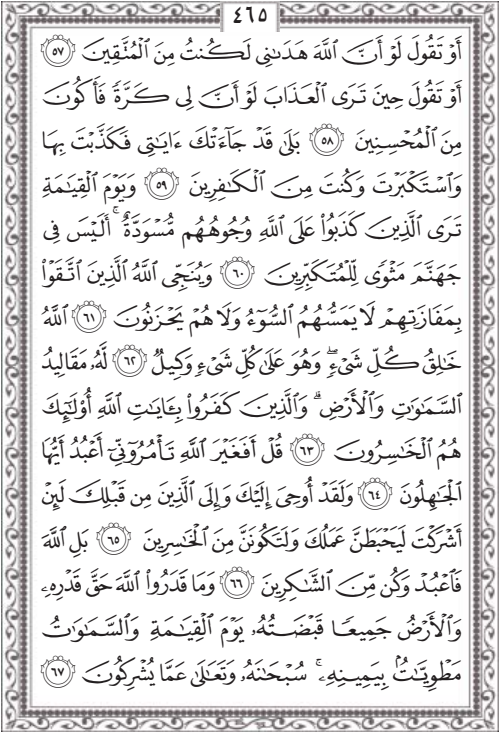 ٤٦٥
أَوْ تَقُولَ لَوْ أَنَّ ٱللَّهَ هَدَىٰنِى لَكُنتُ مِنَ ٱلْمُتَّقِينَ ٥٧
أَوْ تَقُولَ حِينَ تَرَى ٱلْعَذَابَ لَوْ أَنَّ لِى كَرَّةً فَأَكُونَ
مِنَ ٱلْمُحْسِنِينَ ٥٨ بَلَىٰ قَدْ جَآءَتْكَ ءَايَٰتِى فَكَذَّبْتَ بِهَا
وَٱسْتَكْبَرْتَ وَكُنتَ مِنَ ٱلْكَٰفِرِينَ ٥٩ وَيَوْمَ ٱلْقِيَٰمَةِ
تَرَى ٱلَّذِينَ كَذَبُوا۟ عَلَى ٱللَّهِ وُجُوهُهُم مُّسْوَدَّةٌ ۚ أَلَيْسَ فِى
جَهَنَّمَ مَثْوًى لِّلْمُتَكَبِّرِينَ ٦٠ وَيُنَجِّى ٱللَّهُ ٱلَّذِينَ ٱتَّقَوْا۟
بِمَفَازَتِهِمْ لَا يَمَسُّهُمُ ٱلسُّوٓءُ وَلَا هُمْ يَحْزَنُونَ ٦١ ٱللَّهُ
خَٰلِقُ كُلِّ شَىْءٍ ۖ وَهُوَ عَلَىٰ كُلِّ شَىْءٍ وَكِيلٌ ٦٢ لَّهُۥ مَقَالِيدُ
ٱلسَّمَٰوَٰتِ وَٱلْأَرْضِ ۗ وَٱلَّذِينَ كَفَرُوا۟ بِـَٔايَٰتِ ٱللَّهِ أُو۟لَٰٓئِكَ
هُمُ ٱلْخَٰسِرُونَ ٦٣ قُلْ أَفَغَيْرَ ٱللَّهِ تَأْمُرُوٓنِّىٓ أَعْبُدُ أَيُّهَا
ٱلْجَٰهِلُونَ ٦٤ وَلَقَدْ أُوحِىَ إِلَيْكَ وَإِلَى ٱلَّذِينَ مِن قَبْلِكَ لَئِنْ
أَشْرَكْتَ لَيَحْبَطَنَّ عَمَلُكَ وَلَتَكُونَنَّ مِنَ ٱلْخَٰسِرِينَ ٦٥ بَلِ ٱللَّهَ
فَٱعْبُدْ وَكُن مِّنَ ٱلشَّٰكِرِينَ ٦٦ وَمَا قَدَرُوا۟ ٱللَّهَ حَقَّ قَدْرِهِۦ
وَٱلْأَرْضُ جَمِيعًا قَبْضَتُهُۥ يَوْمَ ٱلْقِيَٰمَةِ وَٱلسَّمَٰوَٰتُ
مَطْوِيَّٰتٌۢ بِيَمِينِهِۦ ۚ سُبْحَٰنَهُۥ وَتَعَٰلَىٰ عَمَّا يُشْرِكُونَ ٦٧